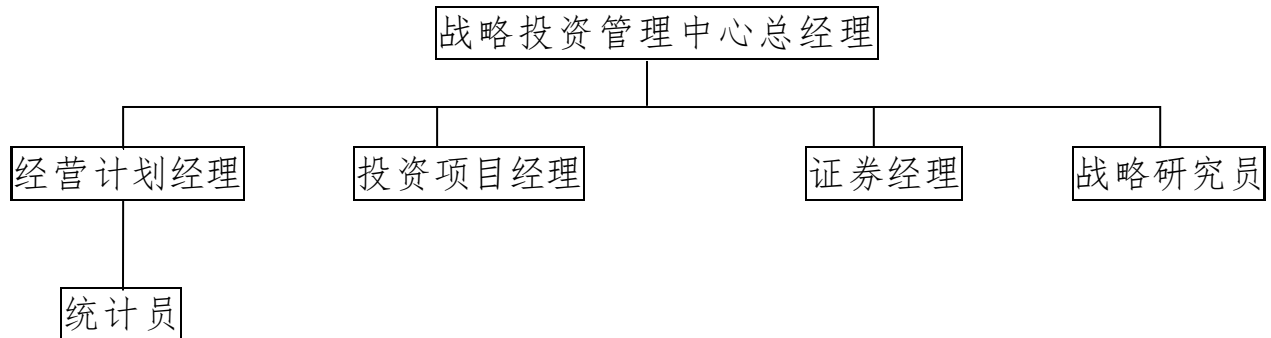 战略投资管理中心总经理
经营计划经理
投资项目经理
证券经理
战略研究员
统计员